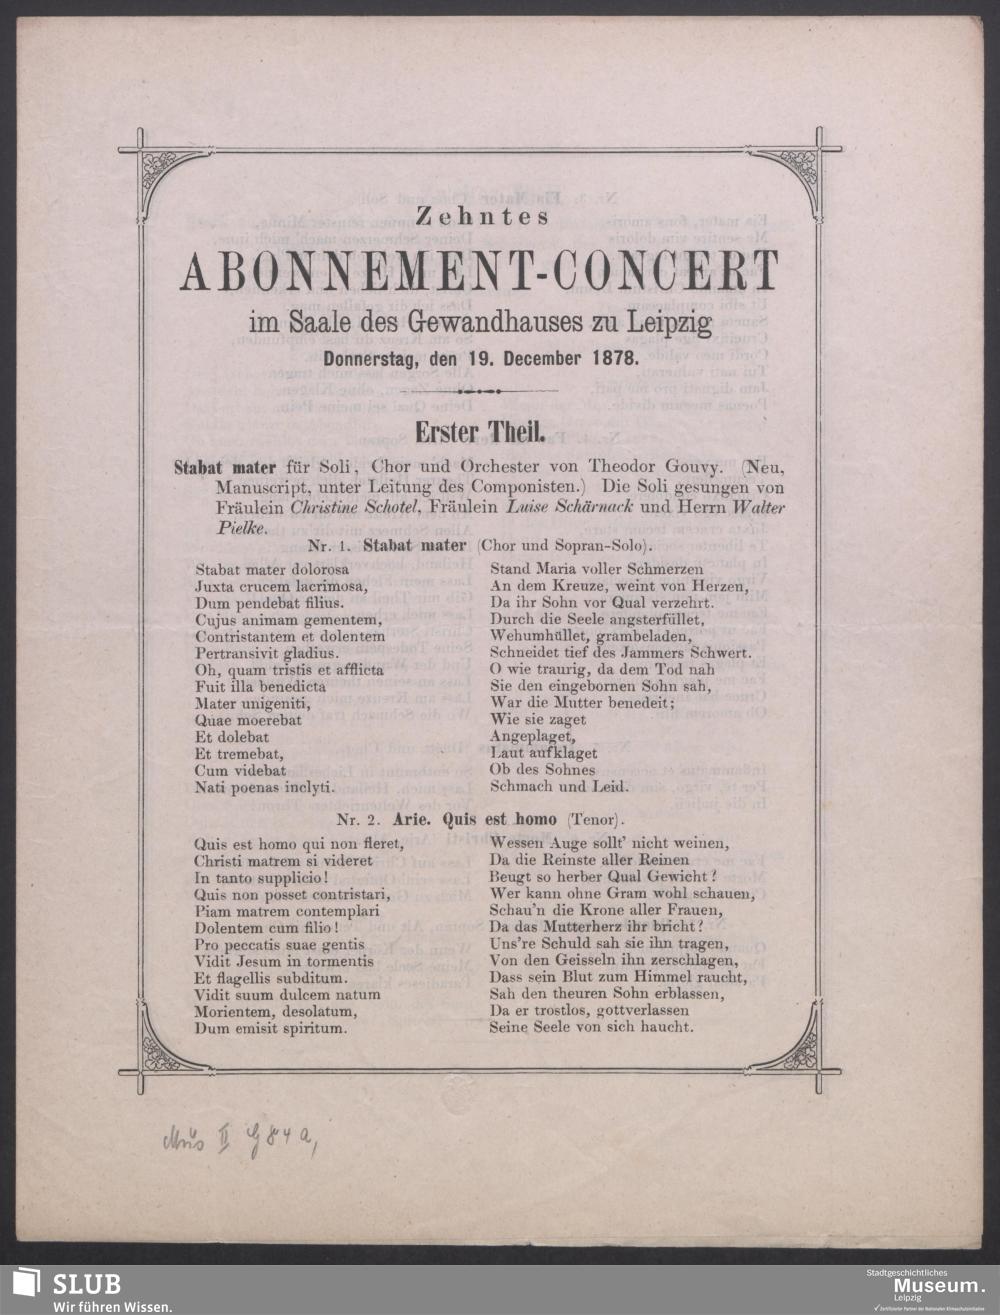 Zehntes
ABONNEMENT-CONCERT
im Saale des Gewandhauses zu Leipzig
Donnerstag, den 19. December 1878.
Erster Theil.
Stabat mater für Soli, Chor und Orchester von Theodor Gouvy. (Neu,
Manuscript, unter Leitung des Componisten.) Die Soli gesungen von
Fräulein Christine Schotel, Fräulein Luise Schärnack und Herrn Walter
Pielke.
Nr. 1. Stabat mater (Chor und Sopran-Solo).
Stabat mater dolorosa
Juxta crucem lacrimosa,
Dum pendebat filius.
Cujus animam gementem,
Contristantem et dolentem
Pertransivit gladius.
Oh, quam tristis et afflicta
Fuit illa benedicta
Mater unigeniti,
Quae moerebat
Et dolebat
Et tremebat,
Cum videbat
Nati poenas inclyti.
Stand Maria voller Schmerzen
An dem Kreuze, weint von Herzen,
Da ihr Sohn vor Qual verzehrt.
Durch die Seele angsterfüllet,
Wehumhüllet, grambeladen,
Schneidet tief des Jammers Schwert.
O wie traurig, da dem Tod nah
Sie den eingebornen Sohn sah,
War die Mutter benedeit;
Wie sie zaget
Angeplaget,
Laut aufklaget
Ob des Sohnes
Schmach und Leid.
Nr. 2. Arie. Quis est homo (Tenor).
Quis est homo qui non fleret,
Christi matrem si videret
In tanto supplicio!
Quis non posset contristari,
Piam matrem contemplari
Dolentem cum filio!
Pro peccatis suae gentis
Vidit Jesum in tormentis
Et flagellis subditum.
Vidit suum dulcem natum
Morientem, desolatum,
Dum emisit spiritum.
Wessen Auge sollt' nicht weinen,
Da die Reinste aller Reinen
Beugt so herber Qual Gewicht?
Wer kann ohne Gram wohl schauen,
Schau'n die Krone aller Frauen,
Da das Mutterherz ihr bricht?
Uns're Schuld sah sie ihn tragen,
Von den Geisseln ihn zerschlagen,
Dass sein Blut zum Himmel raucht,
Sah den theuren Sohn erblassen,
Da er trostlos, gottverlassen
Seine Seele von sich haucht.
Mus II G 84 a,
SLUB
Wir führen Wissen.
Stadtgeschichtliches
Museum.
Leipzig
Zertifizierter Partner der Nationalen Klimaschutzinitiative